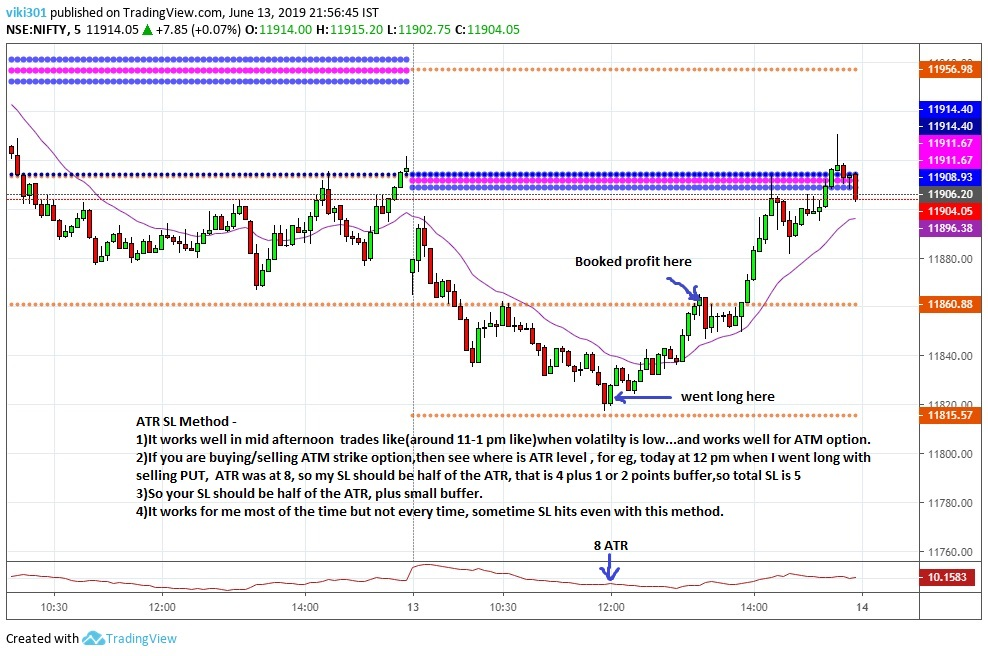 viki301 published on TradingView.com, June 13, 2019 21:56:45 IST
NSE:NIFTY, 5 11914.05 ▲ +7.85 (+0.07%) O:11914.00 H:11915.20 L:11902.75 C:11904.05
11956.98
11914.40
11914.40
11911.67
11911.67
11908.93
11906.20
11904.05
11896.38
11880.00
Booked profit here
11860.88
11840.00
went long here
11820.00
11815.57
ATR SL Method -
1)It works well in mid afternoon trades like(around 11-1 pm like)when volatilty is low...and works well for ATM option.
2)If you are buying/selling ATM strike option,then see where is ATR level , for eg, today at 12 pm when I went long with
selling PUT, ATR was at 8, so my SL should be half of the ATR, that is 4 plus 1 or 2 points buffer,so total SL is 5
3)So your SL should be half of the ATR, plus small buffer.
4)It works for me most of the time but not every time, sometime SL hits even with this method.
11800.00
11780.00
11760.00
8 ATR
10.1583
10:30 12:00 14:00 13 10:30 12:00 14:00 14
Created with TradingView